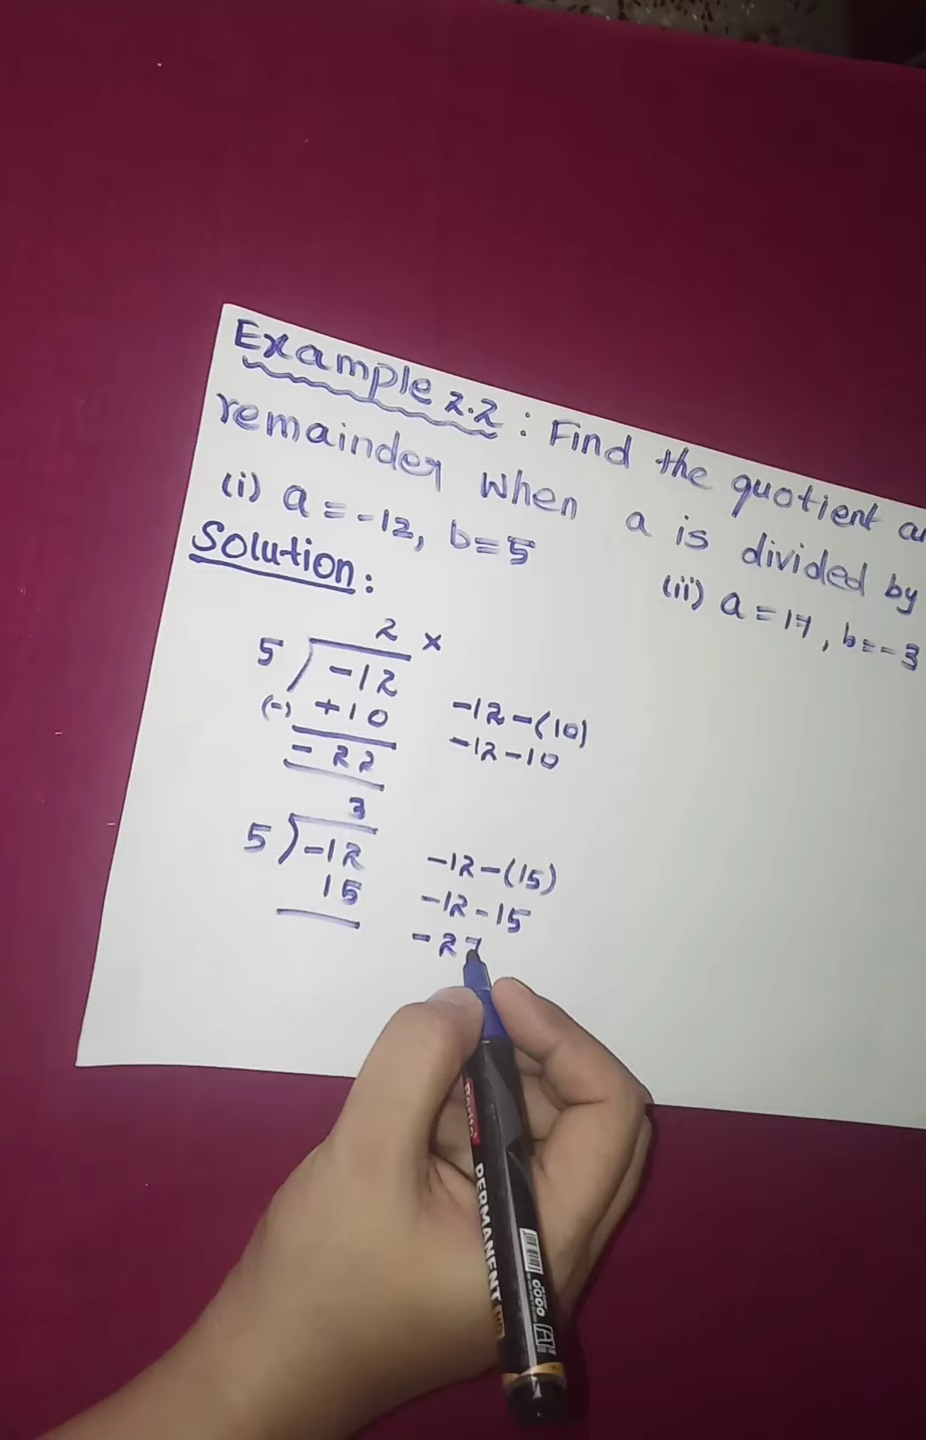 Example 2.2 : Find the quotient
remainder when a is divided by
(i) a = -12, b = 5 (ii) a = 17, b = -3
Solution :
2 x
5 -12
(-) +10 -12-(10)
-22 -12-10
3
5 -12 -12-(15)
15 -12-15
-27
PERMANENT